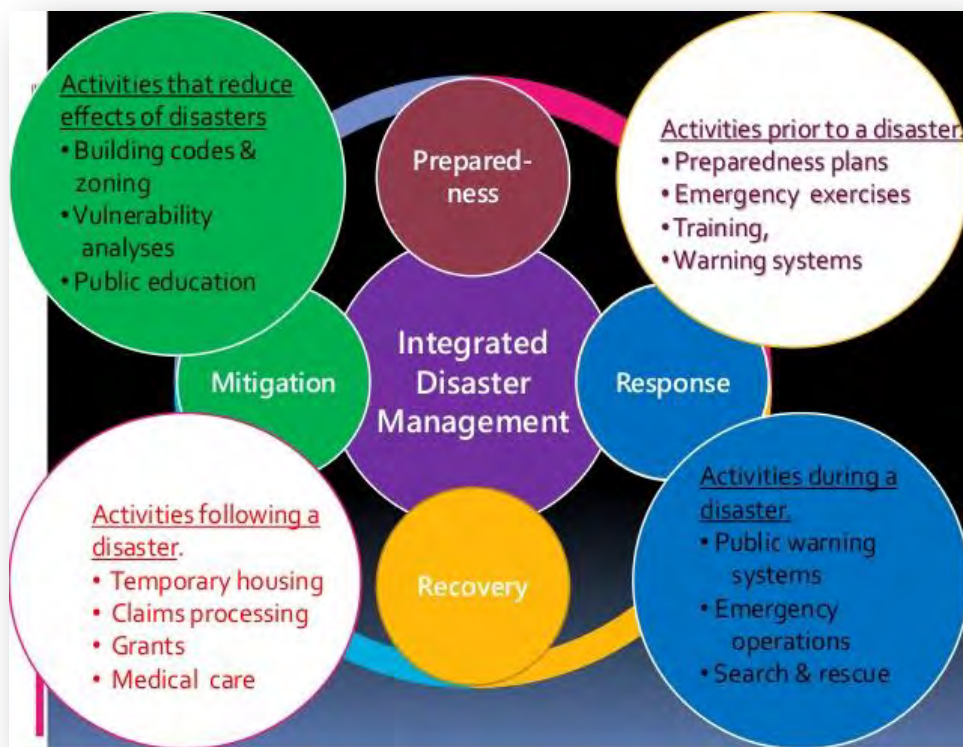 Activities that reduce
effects of disasters
• Building codes &
zoning
• Vulnerability
analyses
• Public education
Prepared-
ness
Activities prior to a disaster.
• Preparedness plans
• Emergency exercises
• Training,
• Warning systems
Mitigation
Integrated
Disaster
Management
Response
Activities following a
disaster.
• Temporary housing
• Claims processing
• Grants
• Medical care
Recovery
Activities during a
disaster.
• Public warning
systems
• Emergency
operations
• Search & rescue